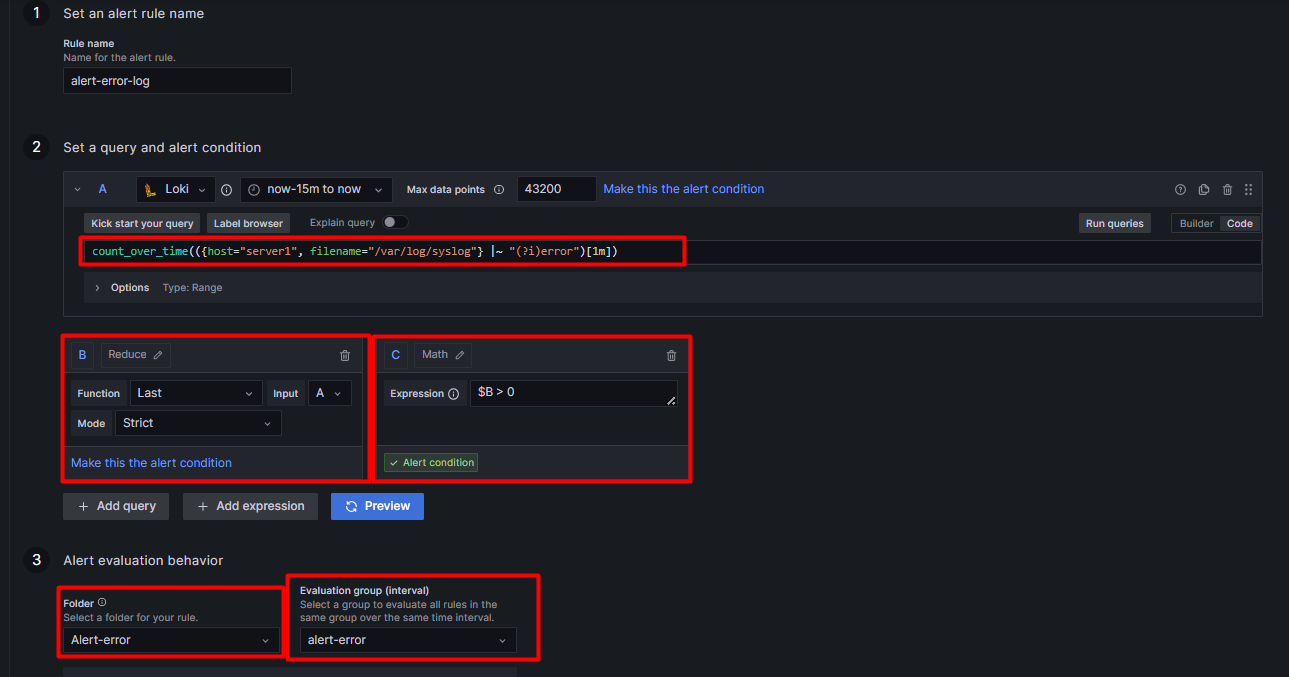 1 Set an alert rule name
Rule name
Name for the alert rule.
alert-error-log
2 Set a query and alert condition
A Loki now-15m to now Max data points 43200 Make this the alert condition
Kick start your query Label browser Explain query Run queries Builder Code
count_over_time(({host="server1", filename="/var/log/syslog"} |~ "(?i)error")[1m])
Options Type: Range
B Reduce
Function Last Input A
Mode Strict
Make this the alert condition
C Math
Expression $B > 0
Alert condition
+ Add query + Add expression Preview
3 Alert evaluation behavior
Folder
Select a folder for your rule.
Alert-error
Evaluation group (interval)
Select a group to evaluate all rules in the
same group over the same time interval.
alert-error